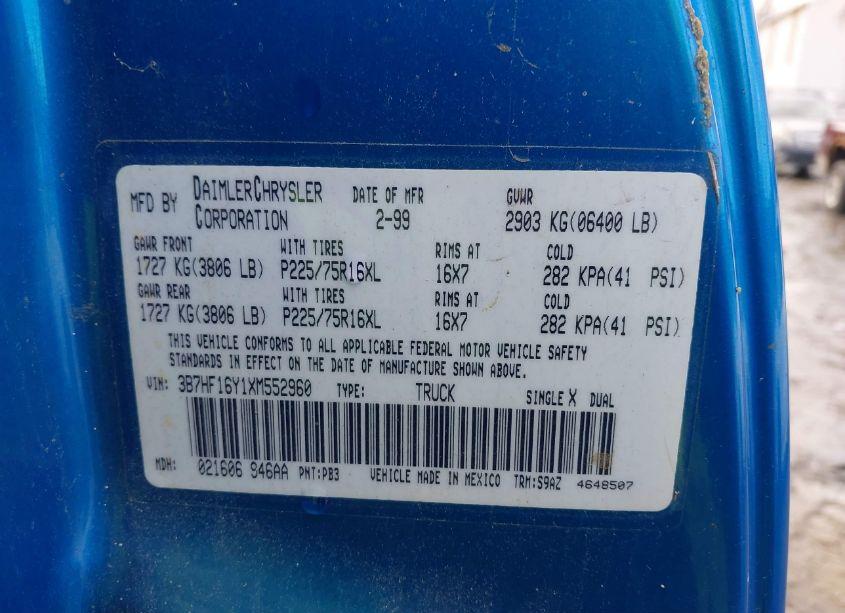 MFD BY DAIMLERCHRYSLER CORPORATION DATE OF MFR 2-99 GVWR 2903 KG(06400 LB)
GAWR FRONT WITH TIRES RIMS AT COLD
1727 KG(3806 LB) P225/75R16XL 16X7 282 KPA(41 PSI)
GAWR REAR WITH TIRES RIMS AT COLD
1727 KG(3806 LB) P225/75R16XL 16X7 282 KPA(41 PSI)
THIS VEHICLE CONFORMS TO ALL APPLICABLE FEDERAL MOTOR VEHICLE SAFETY
STANDARDS IN EFFECT ON THE DATE OF MANUFACTURE SHOWN ABOVE.
VIN: 3B7HF16Y1XM552960 TYPE: TRUCK SINGLE X DUAL
MDH: 021606 946AA PNT:PB3 VEHICLE MADE IN MEXICO TRM:S9AZ 4648507